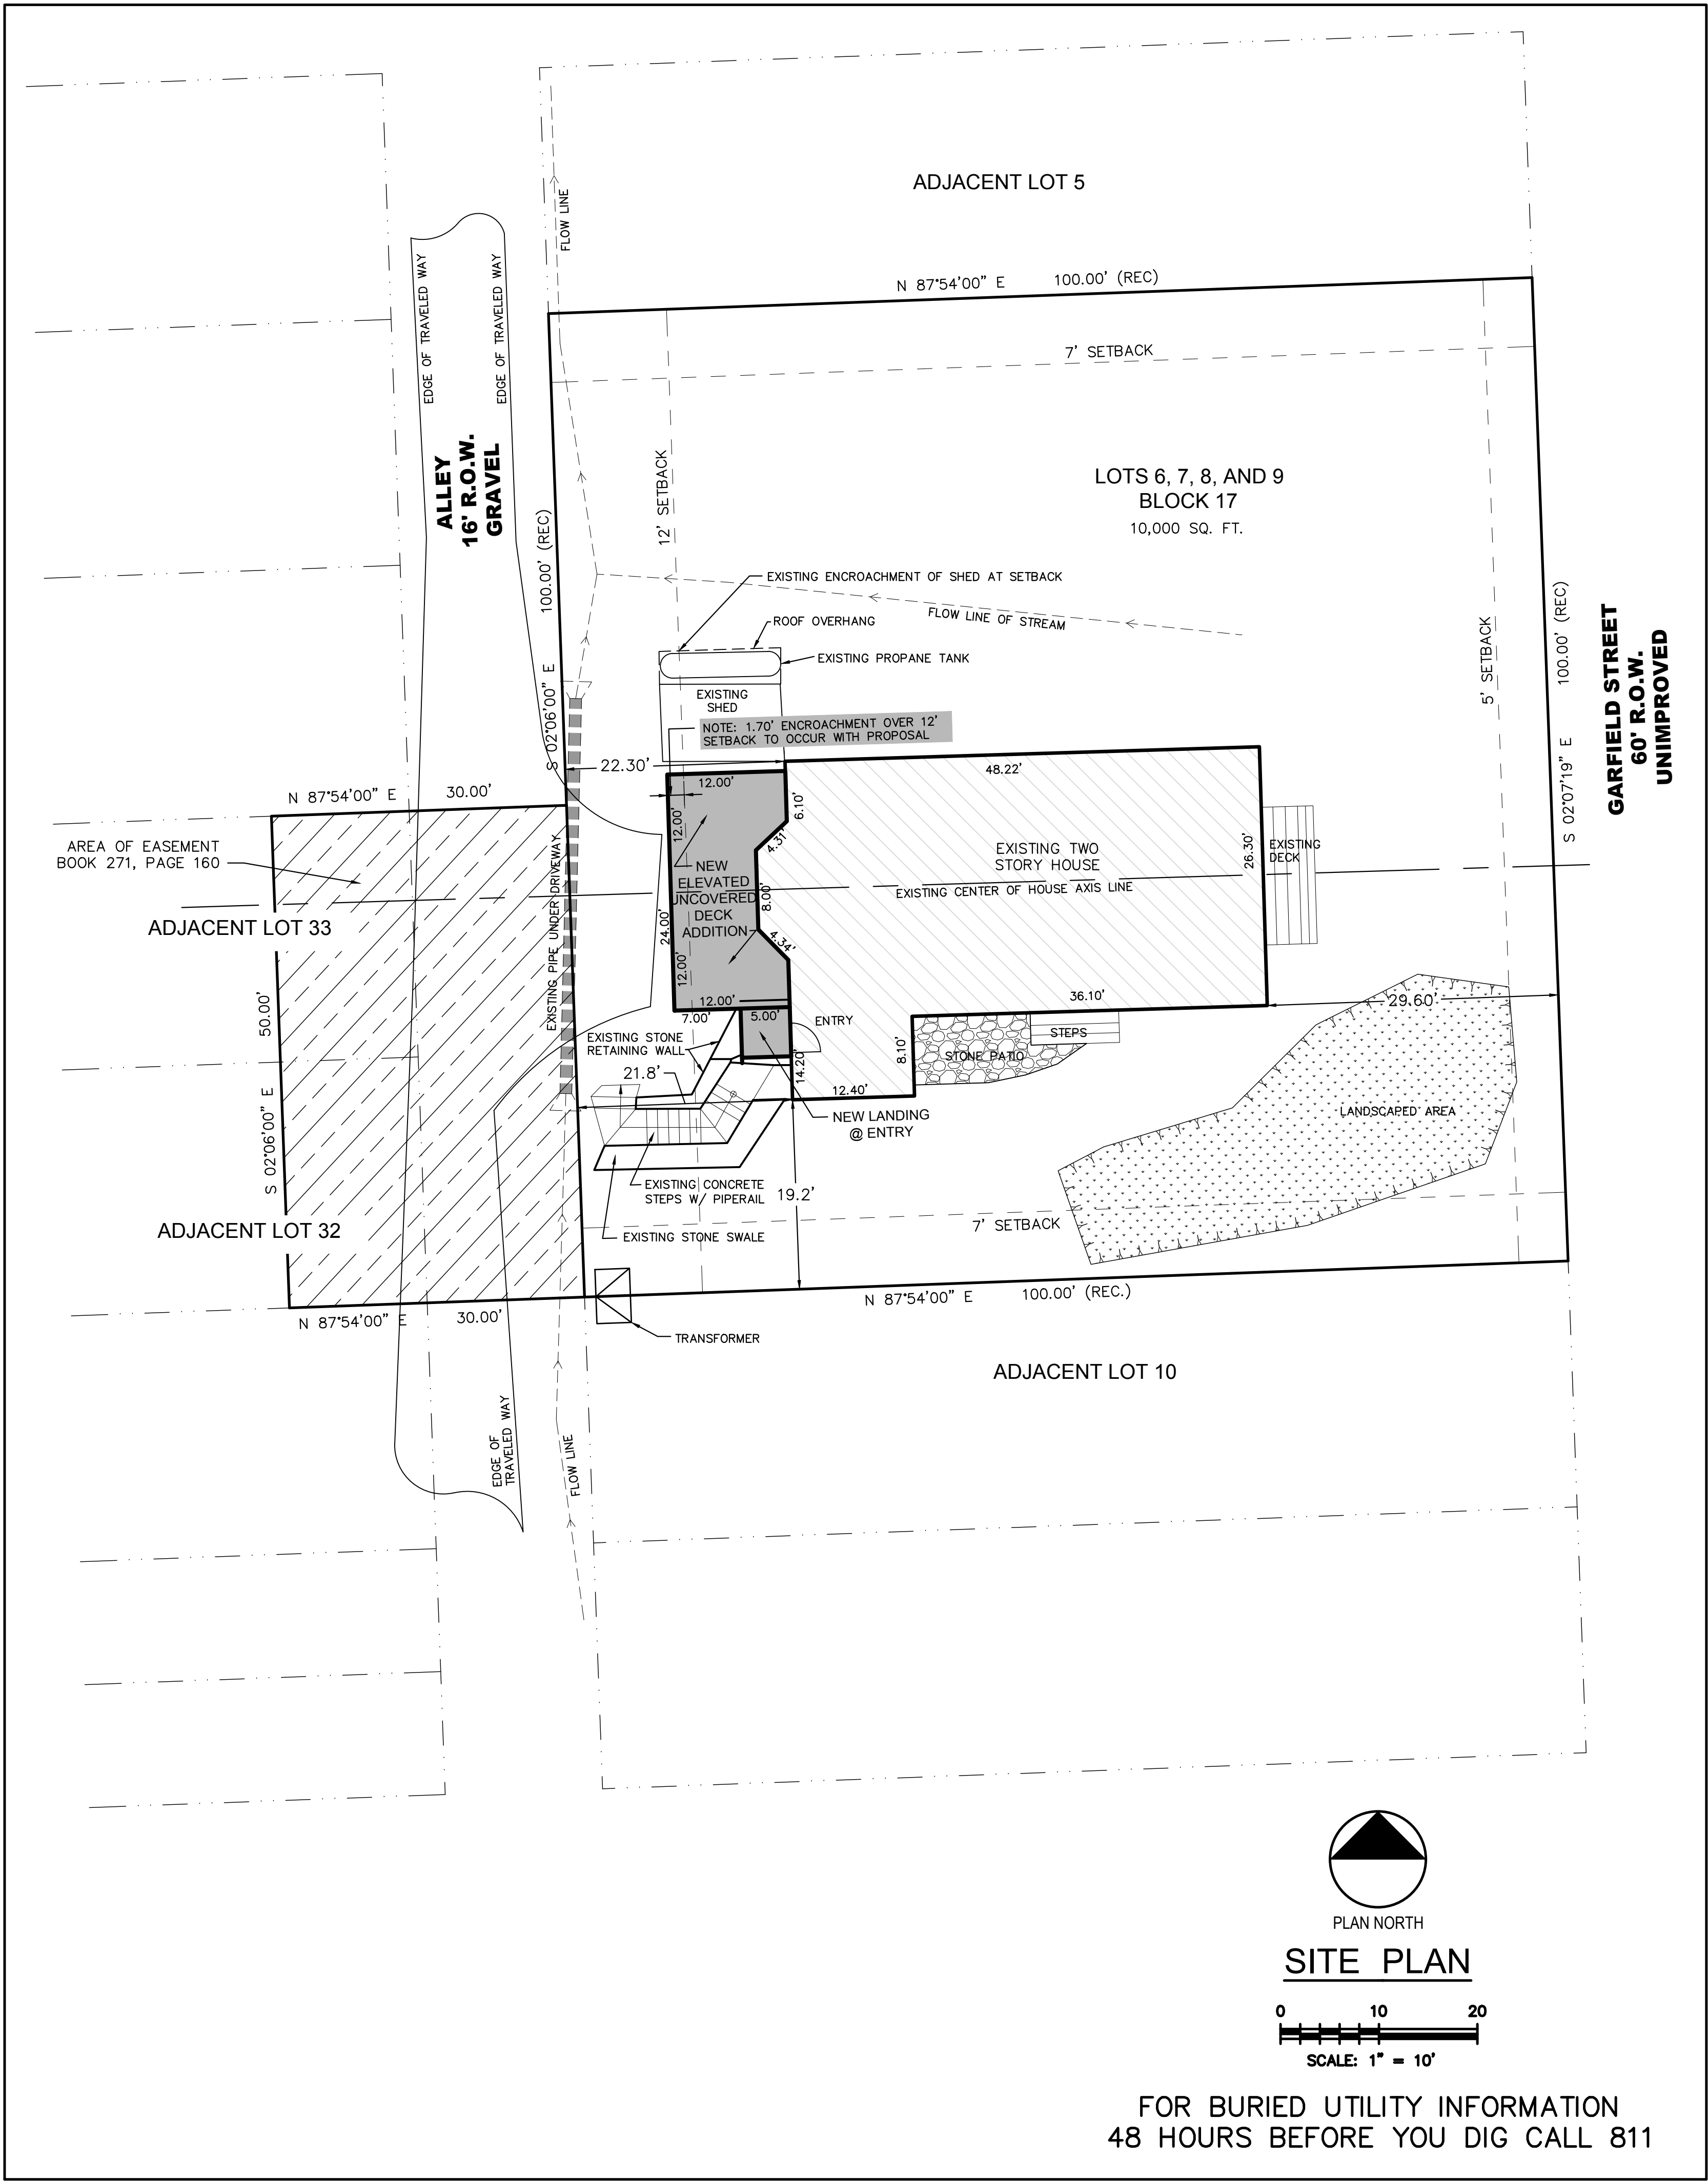 ADJACENT LOT 5
FLOW LINE
EDGE OF TRAVELED WAY
EDGE OF TRAVELED WAY
N 87°54'00" E 100.00' (REC)
7' SETBACK
ALLEY
16' R.O.W.
GRAVEL
12' SETBACK
LOTS 6, 7, 8, AND 9
BLOCK 17
10,000 SQ. FT.
S 02°06'00" E 100.00' (REC)
EXISTING ENCROACHMENT OF SHED AT SETBACK
FLOW LINE OF STREAM
ROOF OVERHANG
EXISTING PROPANE TANK
EXISTING
SHED
5' SETBACK
S 02°07'19" E 100.00' (REC)
GARFIELD STREET
60' R.O.W.
UNIMPROVED
NOTE: 1.70' ENCROACHMENT OVER 12'
SETBACK TO OCCUR WITH PROPOSAL
22.30'
12.00'
48.22'
N 87°54'00" E 30.00'
12.00'
6.10'
4.31'
AREA OF EASEMENT
BOOK 271, PAGE 160
EXISTING PIPE UNDER DRIVEWAY
NEW
ELEVATED
UNCOVERED
DECK
ADDITION
8.00'
EXISTING TWO
STORY HOUSE
EXISTING CENTER OF HOUSE AXIS LINE
26.30'
EXISTING
DECK
ADJACENT LOT 33
24.00'
4.34'
12.00'
12.00'
36.10'
29.60'
50.00'
7.00'
5.00'
ENTRY
STEPS
EXISTING STONE
RETAINING WALL
8.10'
STONE PATIO
21.8'
14.20'
12.40'
S 02°06'00" E
NEW LANDING
@ ENTRY
LANDSCAPED AREA
EXISTING CONCRETE
STEPS W/ PIPERAIL
19.2'
ADJACENT LOT 32
7' SETBACK
EXISTING STONE SWALE
N 87°54'00" E 30.00'
N 87°54'00" E 100.00' (REC.)
TRANSFORMER
ADJACENT LOT 10
EDGE OF
TRAVELED WAY
FLOW LINE
PLAN NORTH
SITE PLAN
0 10 20
SCALE: 1" = 10'
FOR BURIED UTILITY INFORMATION
48 HOURS BEFORE YOU DIG CALL 811